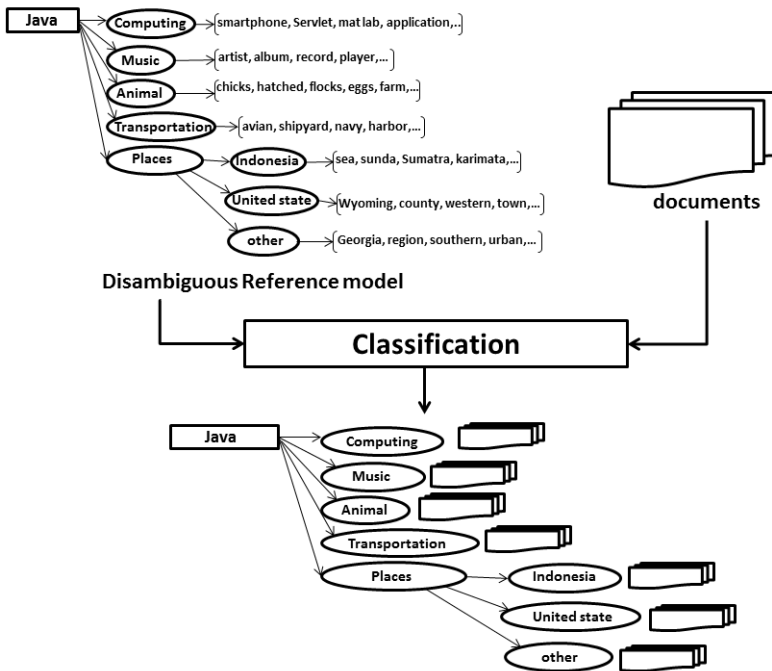 Java
Computing
smartphone, Servlet, mat lab, application,..
Music
artist, album, record, player,...
Animal
chicks, hatched, flocks, eggs, farm,...
Transportation
avian, shipyard, navy, harbor,...
Places
Indonesia
sea, sunda, Sumatra, karimata,...
United state
Wyoming, county, western, town,...
other
Georgia, region, southern, urban,...
documents
Disambiguous Reference model
Classification
Java
Computing
Music
Animal
Transportation
Places
Indonesia
United state
other